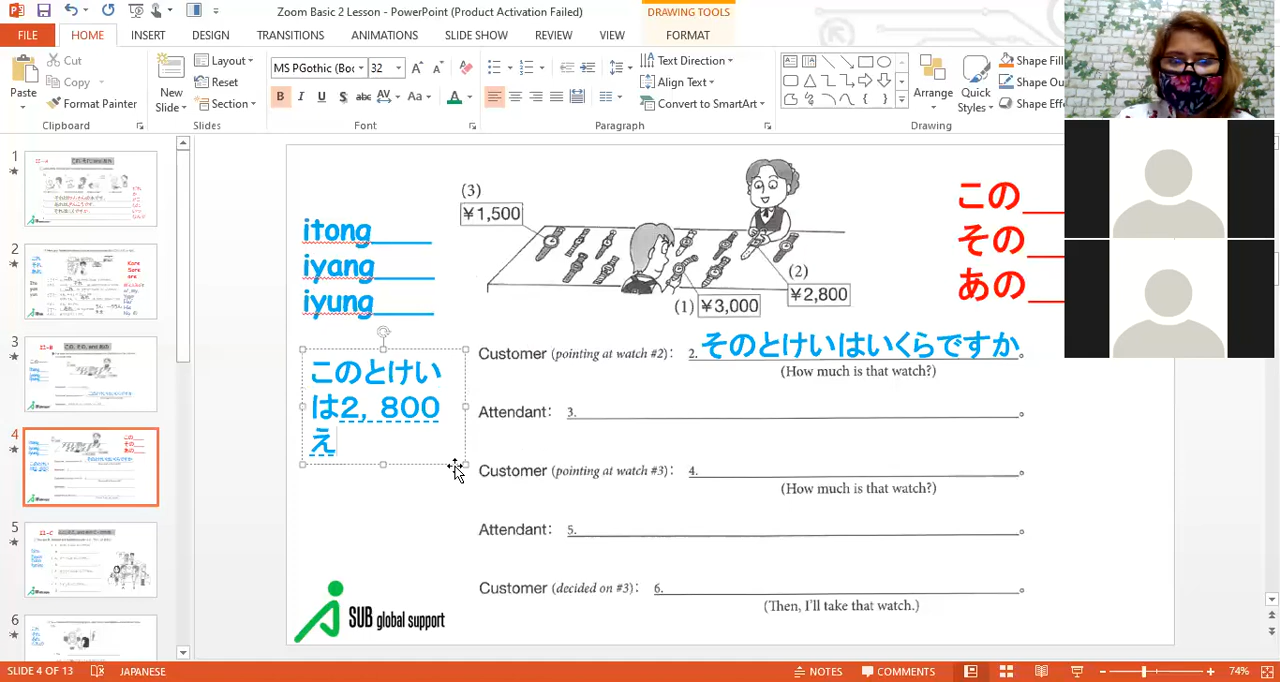 Zoom Basic 2 Lesson - PowerPoint (Product Activation Failed)
DRAWING TOOLS
FILE HOME INSERT DESIGN TRANSITIONS ANIMATIONS SLIDE SHOW REVIEW VIEW FORMAT
Paste
Cut
Copy
Format Painter
Clipboard
New Slide
Layout
Reset
Section
Slides
MS PGothic (Boc 32
Font
Text Direction
Align Text
Convert to SmartArt
Paragraph
Arrange
Quick Styles
Shape Fill
Shape Ou
Shape Effe
Drawing
1
2
3
4
5
6
(3)
¥1,500
itong
iyang
iyung
(2)
¥2,800
(1) ¥3,000
この
その
あの
このとけい
は2, 800
え
Customer (pointing at watch #2): 2. そのとけいはいくらですか。
(How much is that watch?)
Attendant: 3. 。
Customer (pointing at watch #3): 4. 。
(How much is that watch?)
Attendant: 5. 。
Customer (decided on #3): 6. 。
(Then, I'll take that watch.)
SUB global support
SLIDE 4 OF 13 JAPANESE NOTES COMMENTS 74%